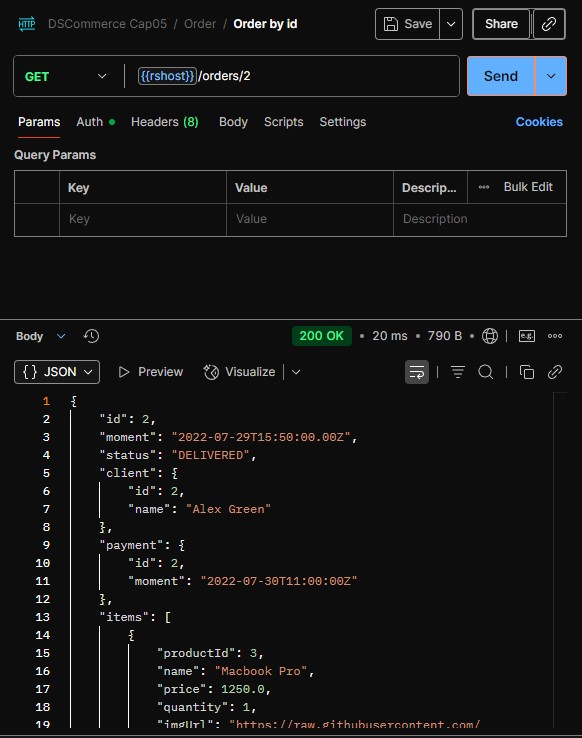 HTTP DSCommerce Cap05 / Order / Order by id Save Share
GET {{rshost}}/orders/2 Send
Params Auth Headers (8) Body Scripts Settings Cookies
Query Params
Key Value Descrip... Bulk Edit
Key Value Description
Body 200 OK • 20 ms • 790 B • e.g.
{ } JSON Preview Visualize
1 {
2 "id": 2,
3 "moment": "2022-07-29T15:50:00.00Z",
4 "status": "DELIVERED",
5 "client": {
6 "id": 2,
7 "name": "Alex Green"
8 },
9 "payment": {
10 "id": 2,
11 "moment": "2022-07-30T11:00:00Z"
12 },
13 "items": [
14 {
15 "productId": 3,
16 "name": "Macbook Pro",
17 "price": 1250.0,
18 "quantity": 1,
19 "imgUrl": "https://raw.githubusercontent.com/